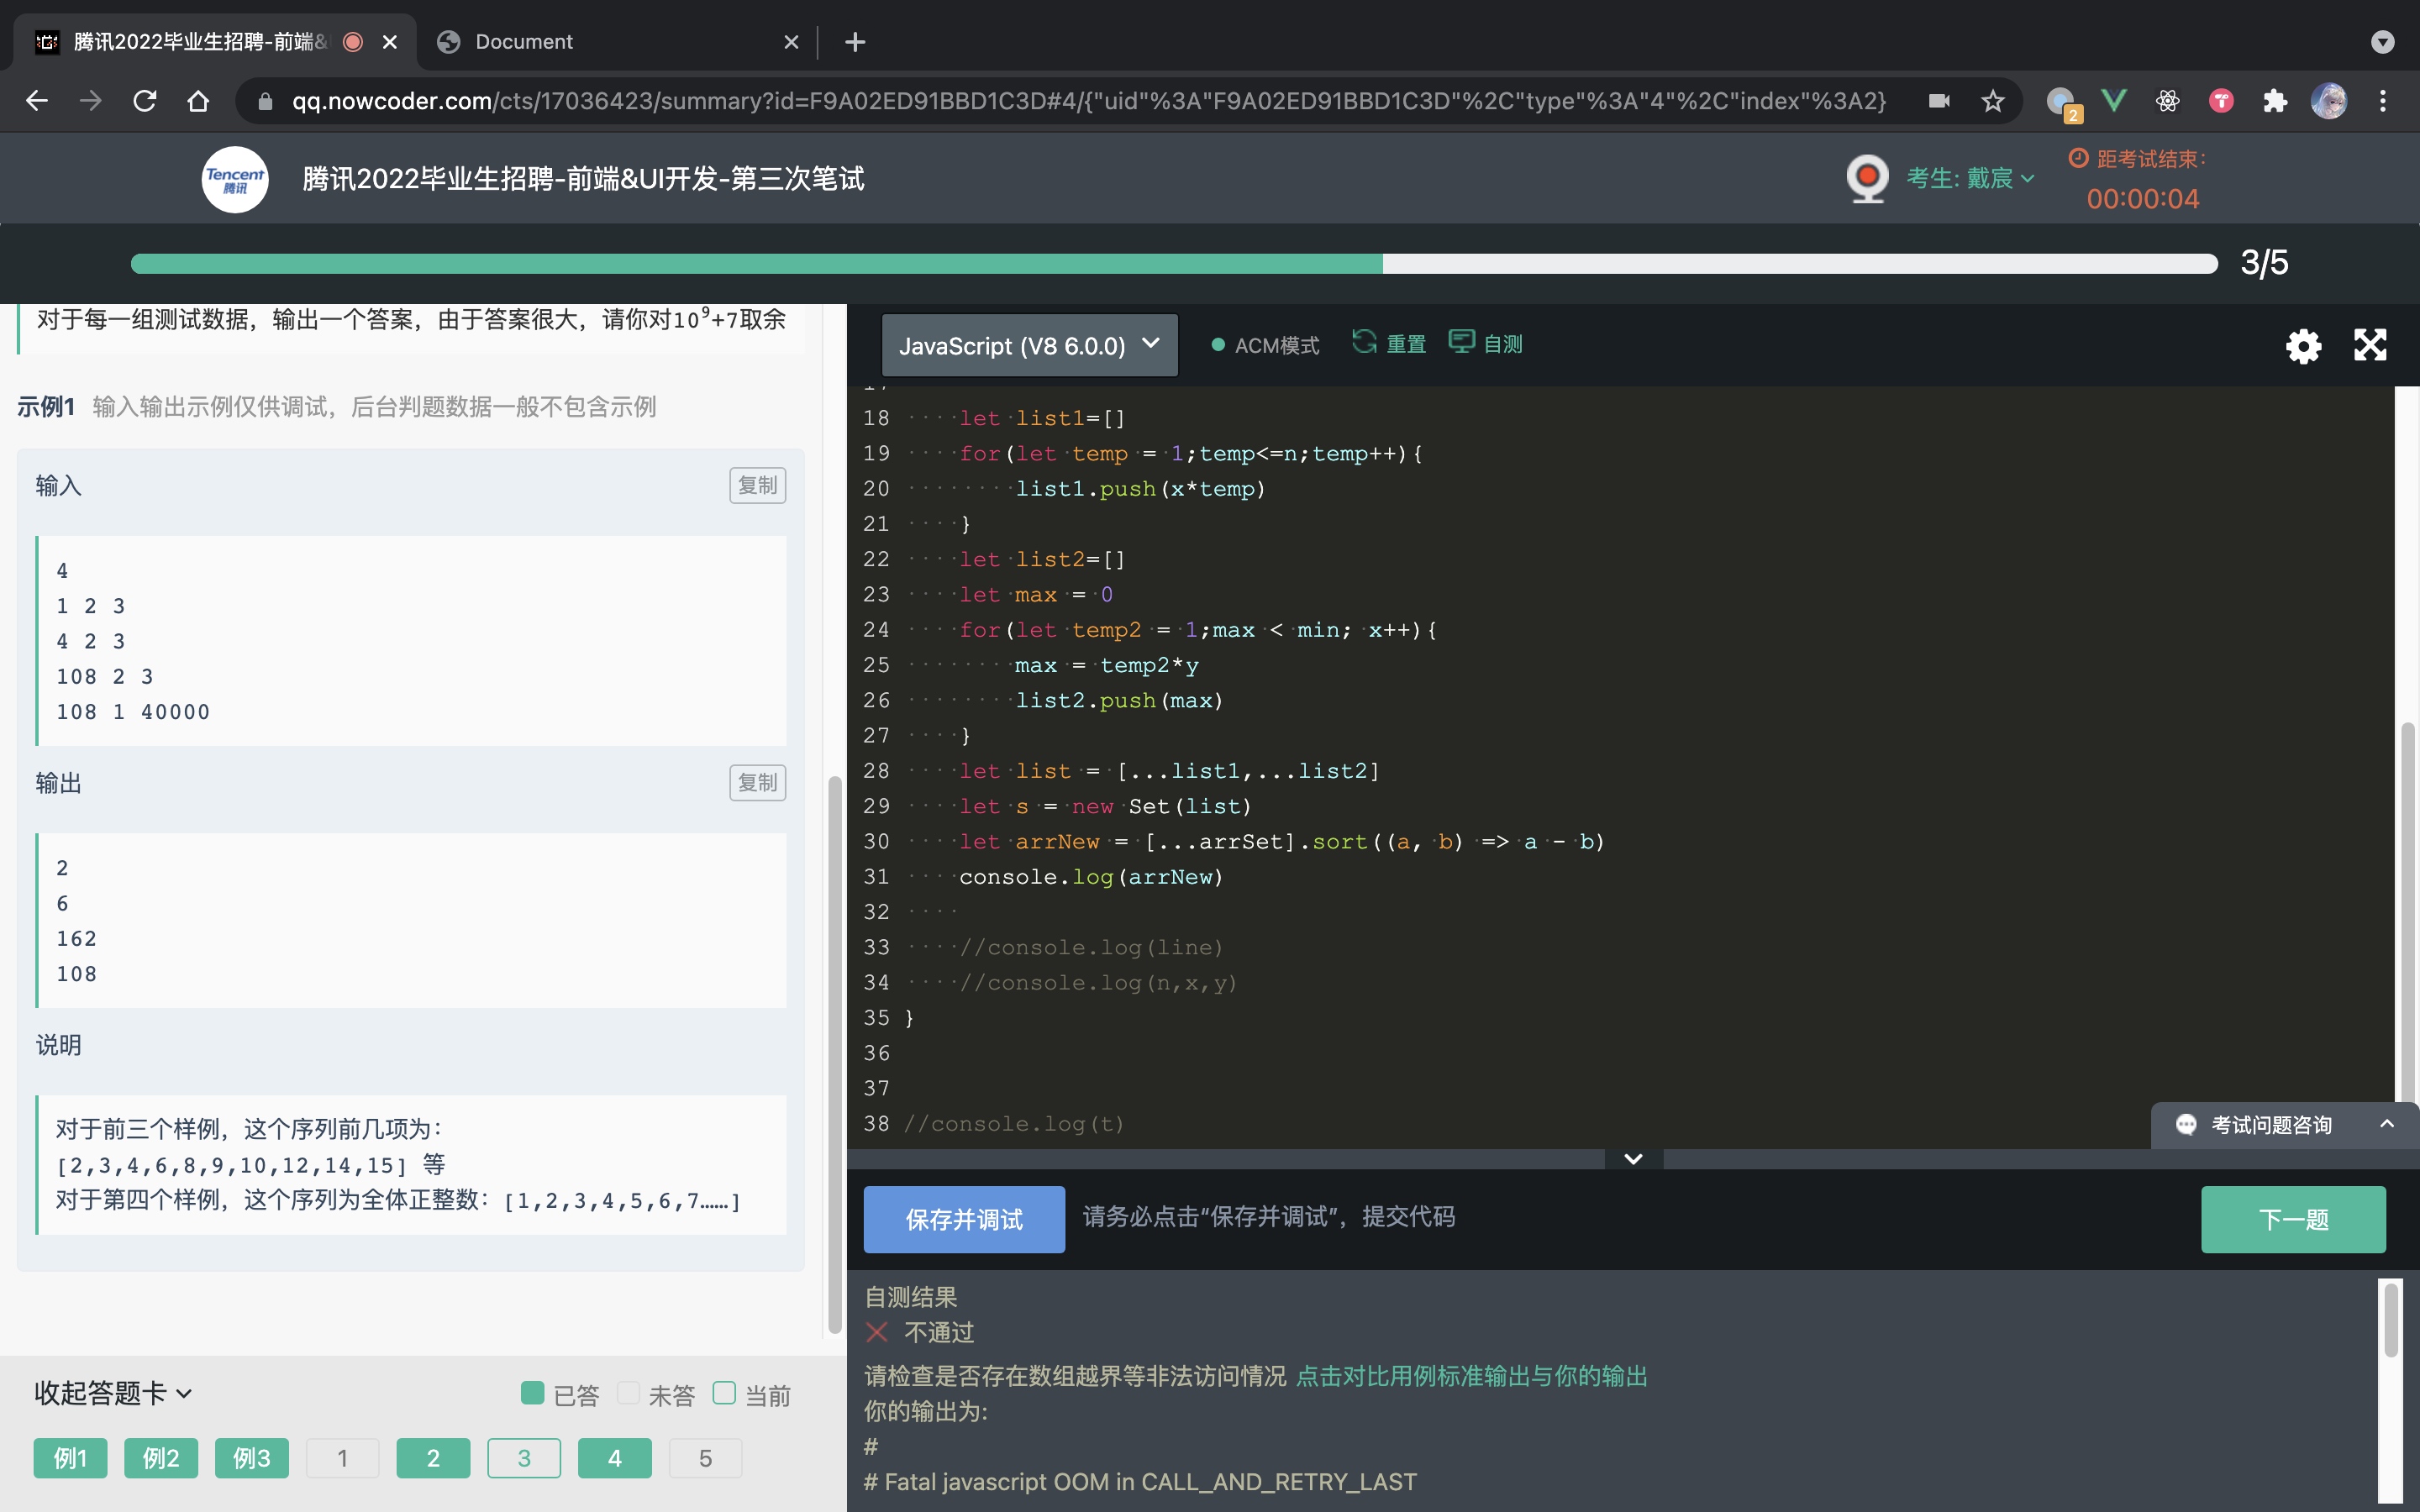 腾讯2022毕业生招聘-前端&
Document
qq.nowcoder.com/cts/17036423/summary?id=F9A02ED91BBD1C3D#4/{"uid"%3A"F9A02ED91BBD1C3D"%2C"type"%3A"4"%2C"index"%3A2}
2
Tencent
腾讯
腾讯2022毕业生招聘-前端&UI开发-第三次笔试
考生: 戴宸
距考试结束:
00:00:04
3/5
对于每一组测试数据，输出一个答案，由于答案很大，请你对10⁹+7取余
示例1 输入输出示例仅供调试，后台判题数据一般不包含示例
输入
复制
4
1 2 3
4 2 3
108 2 3
108 1 40000
输出
复制
2
6
162
108
说明
对于前三个样例，这个序列前几项为：
[2,3,4,6,8,9,10,12,14,15] 等
对于第四个样例，这个序列为全体正整数：[1,2,3,4,5,6,7……]
收起答题卡
已答 未答 当前
例1 例2 例3 1 2 3 4 5
JavaScript (V8 6.0.0)
ACM模式 重置 自测
18 ····let·list1=[]
19 ····for(let·temp·=·1;temp<=n;temp++){
20 ········list1.push(x*temp)
21 ····}
22 ····let·list2=[]
23 ····let·max·=·0
24 ····for(let·temp2·=·1;max·<·min;·x++){
25 ········max·=·temp2*y
26 ········list2.push(max)
27 ····}
28 ····let·list·=·[...list1,...list2]
29 ····let·s·=·new·Set(list)
30 ····let·arrNew·=·[...arrSet].sort((a,·b)·=>·a·-·b)
31 ····console.log(arrNew)
32 ····
33 ····//console.log(line)
34 ····//console.log(n,x,y)
35 }
36
37
38 //console.log(t)
考试问题咨询
保存并调试
请务必点击“保存并调试”，提交代码
下一题
自测结果
不通过
请检查是否存在数组越界等非法访问情况 点击对比用例标准输出与你的输出
你的输出为:
#
# Fatal javascript OOM in CALL_AND_RETRY_LAST